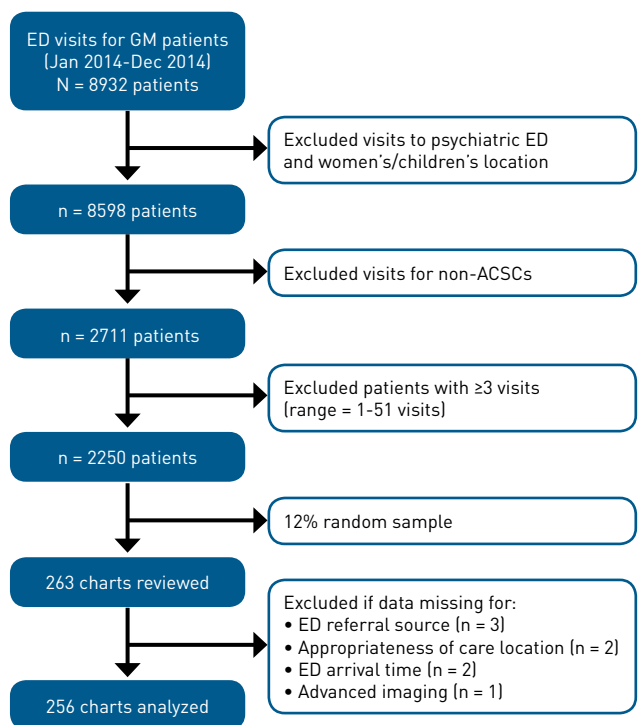 ED visits for GM patients
(Jan 2014-Dec 2014)
N = 8932 patients
Excluded visits to psychiatric ED
and women's/children's location
n = 8598 patients
Excluded visits for non-ACSCs
n = 2711 patients
Excluded patients with ≥3 visits
(range = 1-51 visits)
n = 2250 patients
12% random sample
263 charts reviewed
Excluded if data missing for:
• ED referral source (n = 3)
• Appropriateness of care location (n = 2)
• ED arrival time (n = 2)
• Advanced imaging (n = 1)
256 charts analyzed